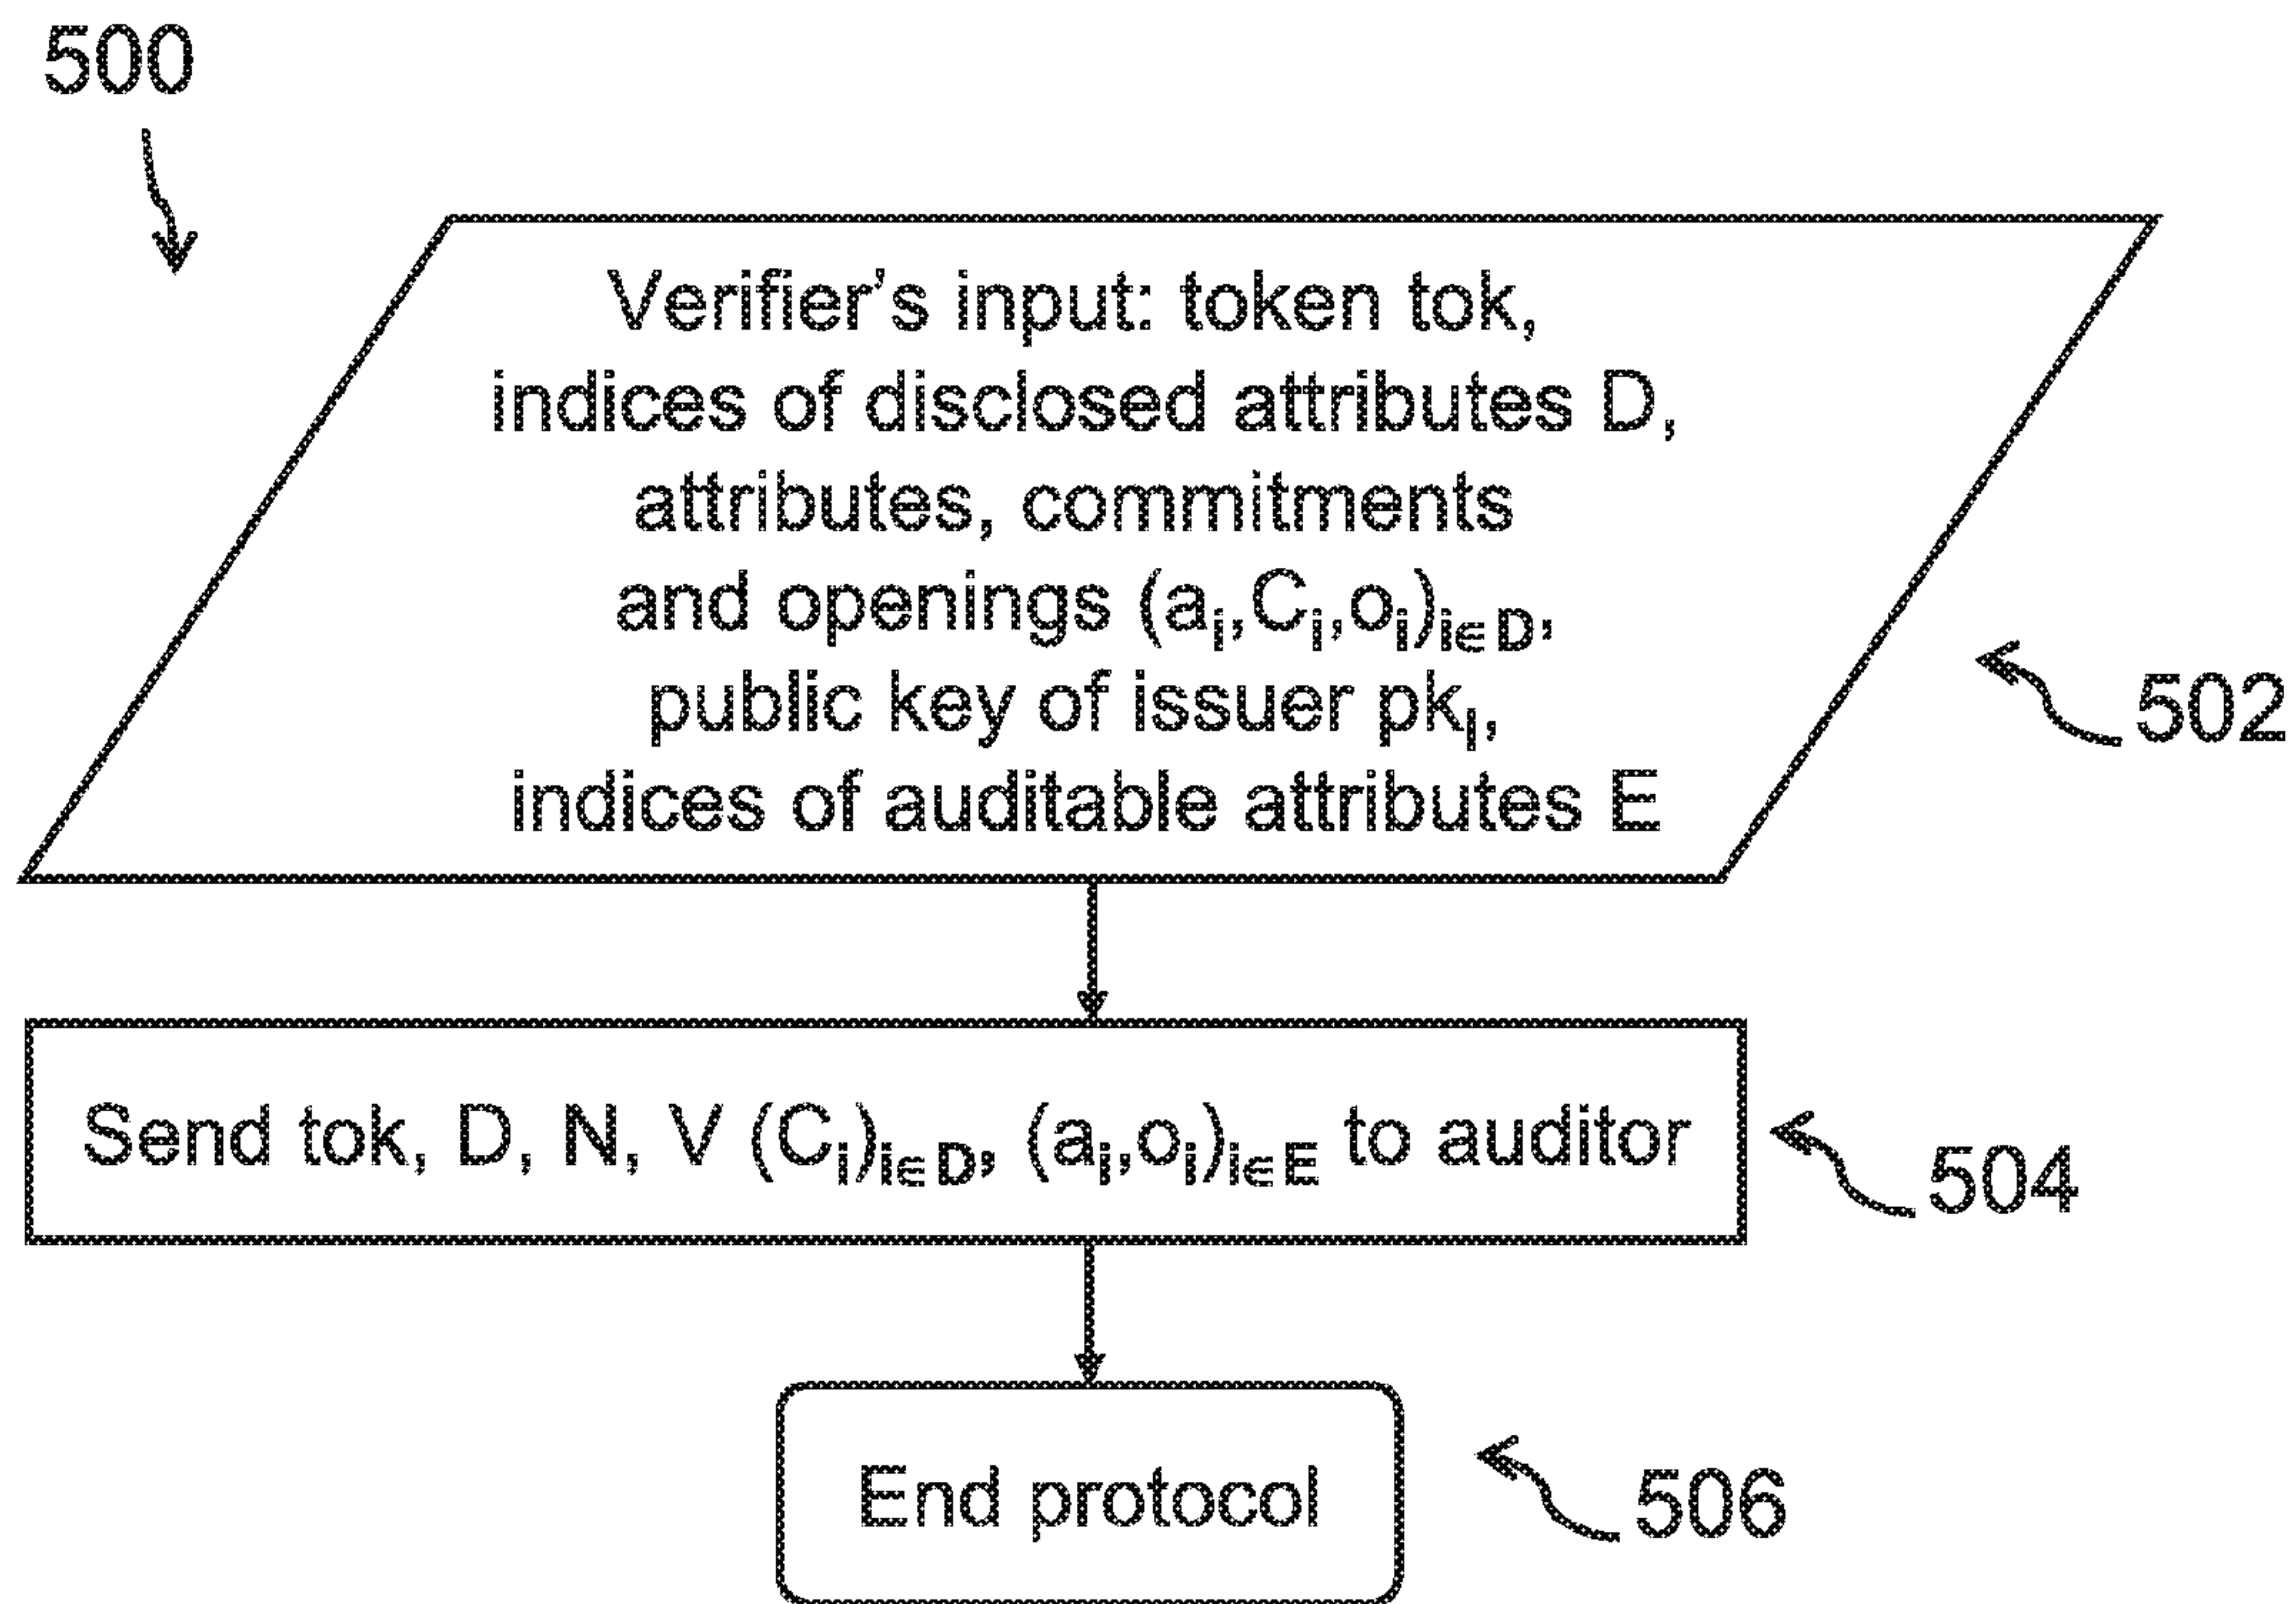 500
Verifier’s input: token tok,
indices of disclosed attributes D,
attributes, commitments
and openings (aᵢ,Cᵢ,oᵢ)i∈D,
public key of issuer pkI,
indices of auditable attributes E
502
Send tok, D, N, V (Cᵢ)i∈D, (aᵢ,oᵢ)i∈E to auditor
504
End protocol
506